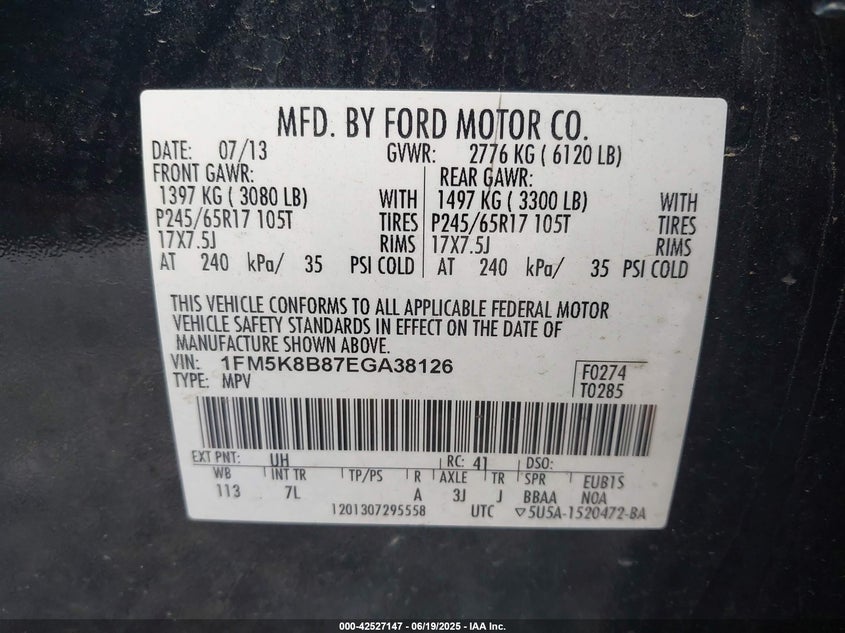 MFD. BY FORD MOTOR CO.
DATE: 07/13 GVWR: 2776 KG ( 6120 LB)
FRONT GAWR: REAR GAWR:
1397 KG ( 3080 LB) WITH 1497 KG ( 3300 LB) WITH
P245/65R17 105T TIRES P245/65R17 105T TIRES
17X7.5J RIMS 17X7.5J RIMS
AT 240 kPa/ 35 PSI COLD AT 240 kPa/ 35 PSI COLD
THIS VEHICLE CONFORMS TO ALL APPLICABLE FEDERAL MOTOR
VEHICLE SAFETY STANDARDS IN EFFECT ON THE DATE OF
MANUFACTURE SHOWN ABOVE.
VIN: 1FM5K8B87EGA38126 F0274
TYPE: MPV T0285
EXT PNT: UH RC: 41 DSO:
WB INT TR TP/PS R AXLE TR SPR EUB1S
113 7L A 3J J BBAA NOA
1201307295558 UTC ▽5U5A-1520472-BA
000-42527147 - 06/19/2025 - IAA Inc.